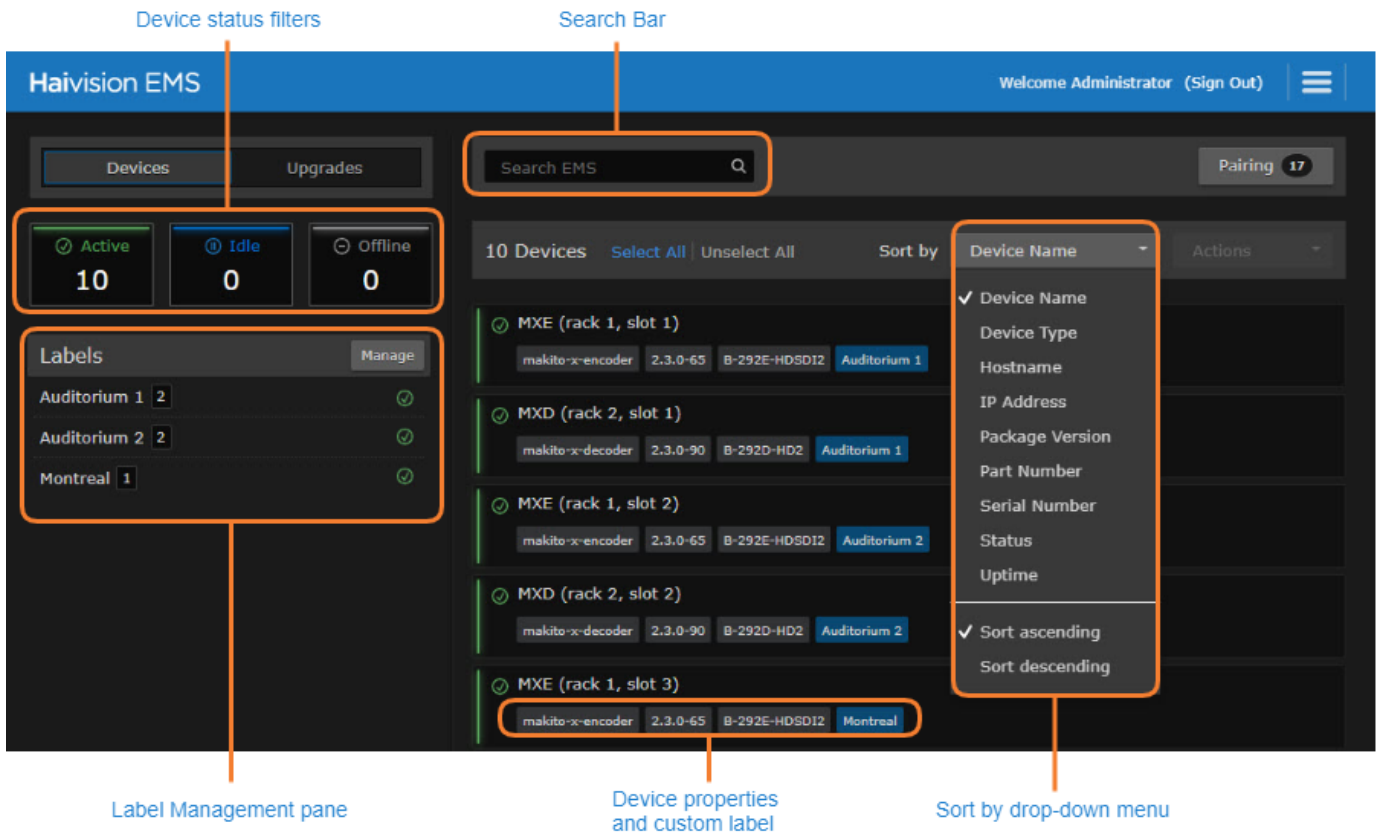 Device status filters
Search Bar
Haivision EMS
Welcome Administrator (Sign Out)
Devices
Upgrades
Search EMS
Pairing 17
Active
10
Idle
0
Offline
0
10 Devices Select All | Unselect All
Sort by
Device Name
Actions
Labels
Manage
Auditorium 1 2
Auditorium 2 2
Montreal 1
MXE (rack 1, slot 1)
makito-x-encoder 2.3.0-65 B-292E-HDSDI2 Auditorium 1
MXD (rack 2, slot 1)
makito-x-decoder 2.3.0-90 B-292D-HD2 Auditorium 1
MXE (rack 1, slot 2)
makito-x-encoder 2.3.0-65 B-292E-HDSDI2 Auditorium 2
MXD (rack 2, slot 2)
makito-x-decoder 2.3.0-90 B-292D-HD2 Auditorium 2
MXE (rack 1, slot 3)
makito-x-encoder 2.3.0-65 B-292E-HDSDI2 Montreal
Device Name
Device Type
Hostname
IP Address
Package Version
Part Number
Serial Number
Status
Uptime
Sort ascending
Sort descending
Label Management pane
Device properties
and custom label
Sort by drop-down menu